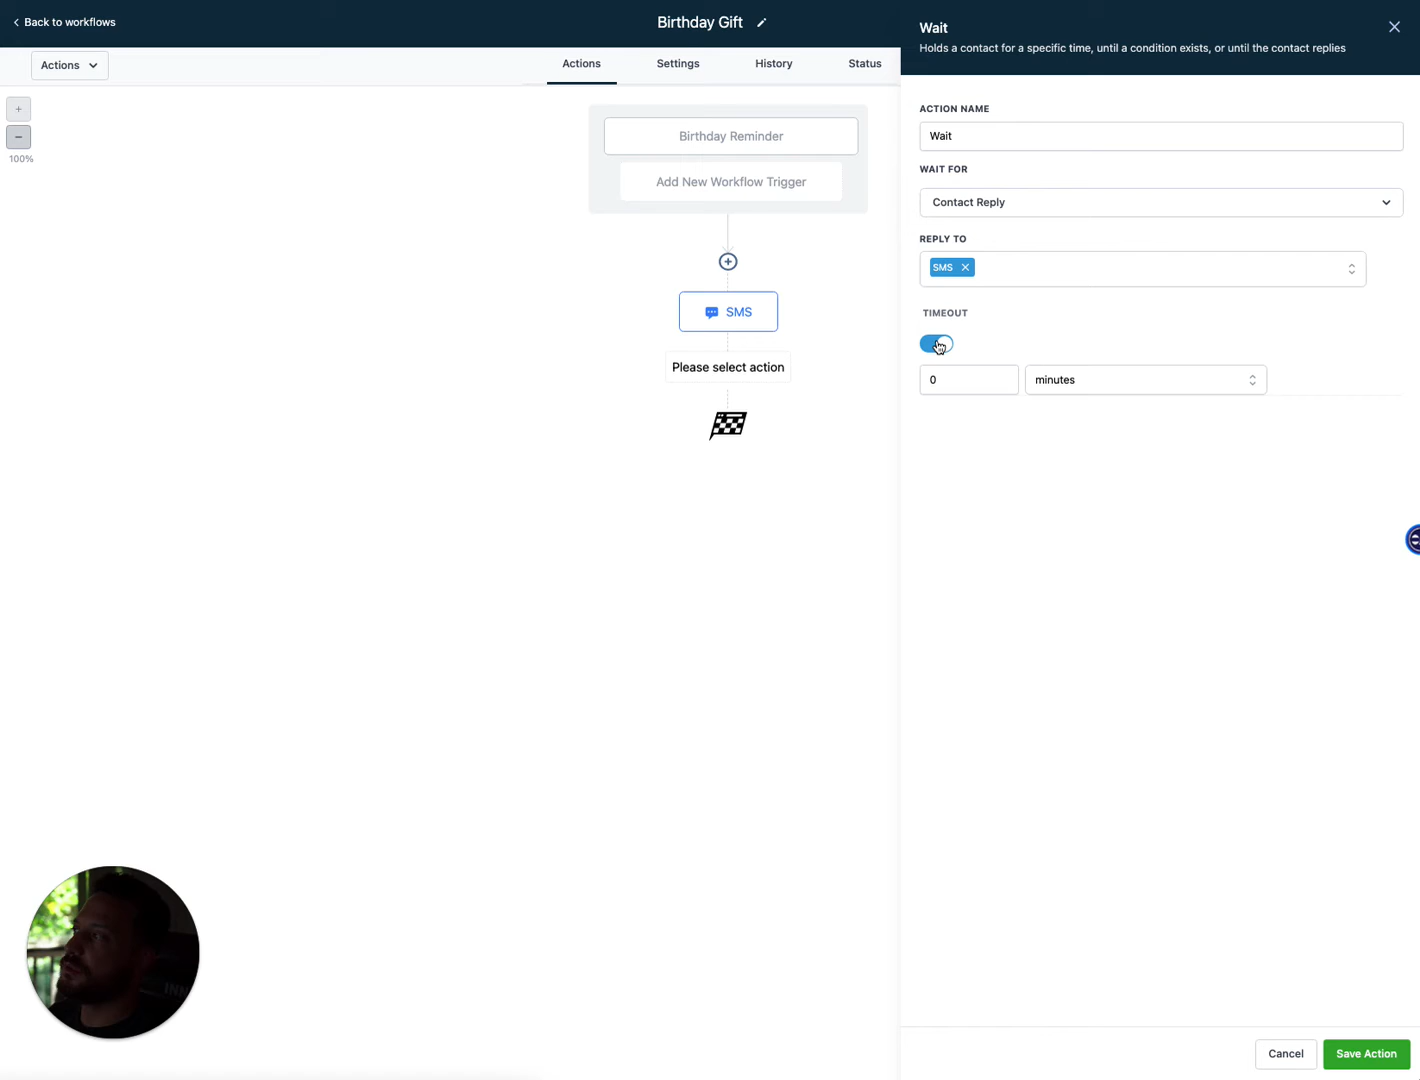 Back to workflows
Birthday Gift
Wait
Holds a contact for a specific time, until a condition exists, or until the contact replies
Actions
Actions
Settings
History
Status
+
−
100%
Birthday Reminder
Add New Workflow Trigger
SMS
Please select action
ACTION NAME
Wait
WAIT FOR
Contact Reply
REPLY TO
SMS
TIMEOUT
0
minutes
Cancel
Save Action